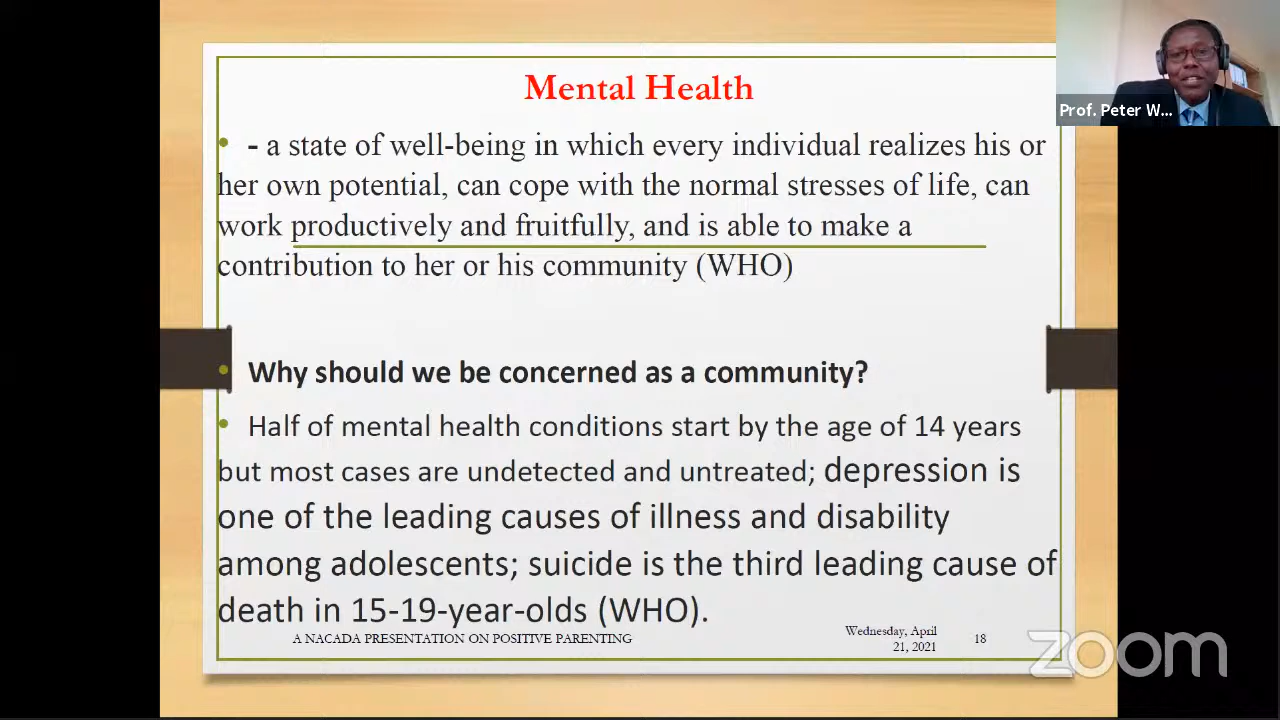 Mental Health
Prof. Peter W...
• - a state of well-being in which every individual realizes his or
her own potential, can cope with the normal stresses of life, can
work productively and fruitfully, and is able to make a
contribution to her or his community (WHO)
• Why should we be concerned as a community?
• Half of mental health conditions start by the age of 14 years
but most cases are undetected and untreated; depression is
one of the leading causes of illness and disability
among adolescents; suicide is the third leading cause of
death in 15-19-year-olds (WHO).
A NACADA PRESENTATION ON POSITIVE PARENTING
Wednesday, April
21, 2021
18
zoom